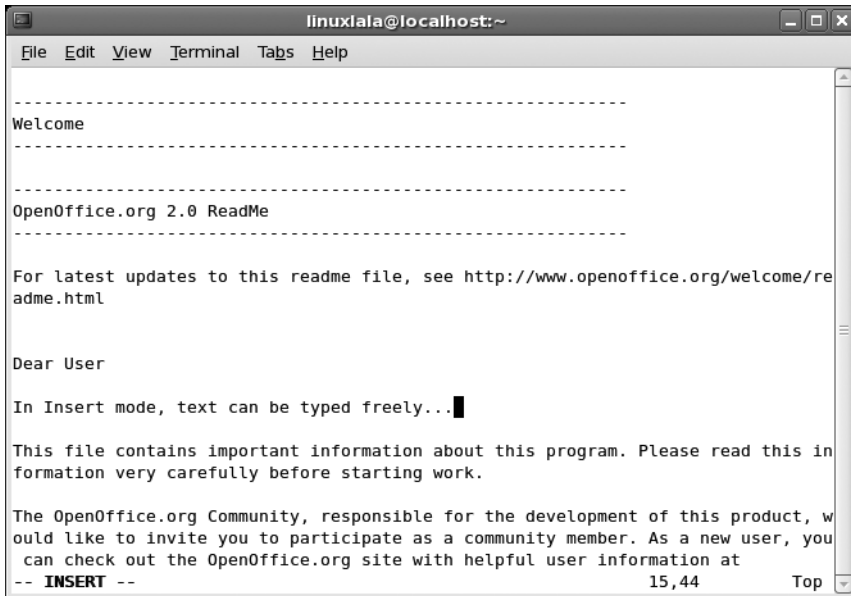 linuxlala@localhost:~
File Edit View Terminal Tabs Help
------------------------------------------------------------
Welcome
------------------------------------------------------------
------------------------------------------------------------
OpenOffice.org 2.0 ReadMe
------------------------------------------------------------
For latest updates to this readme file, see http://www.openoffice.org/welcome/re
adme.html
Dear User
In Insert mode, text can be typed freely...
This file contains important information about this program. Please read this in
formation very carefully before starting work.
The OpenOffice.org Community, responsible for the development of this product, w
ould like to invite you to participate as a community member. As a new user, you
 can check out the OpenOffice.org site with helpful user information at
-- INSERT -- 15,44 Top